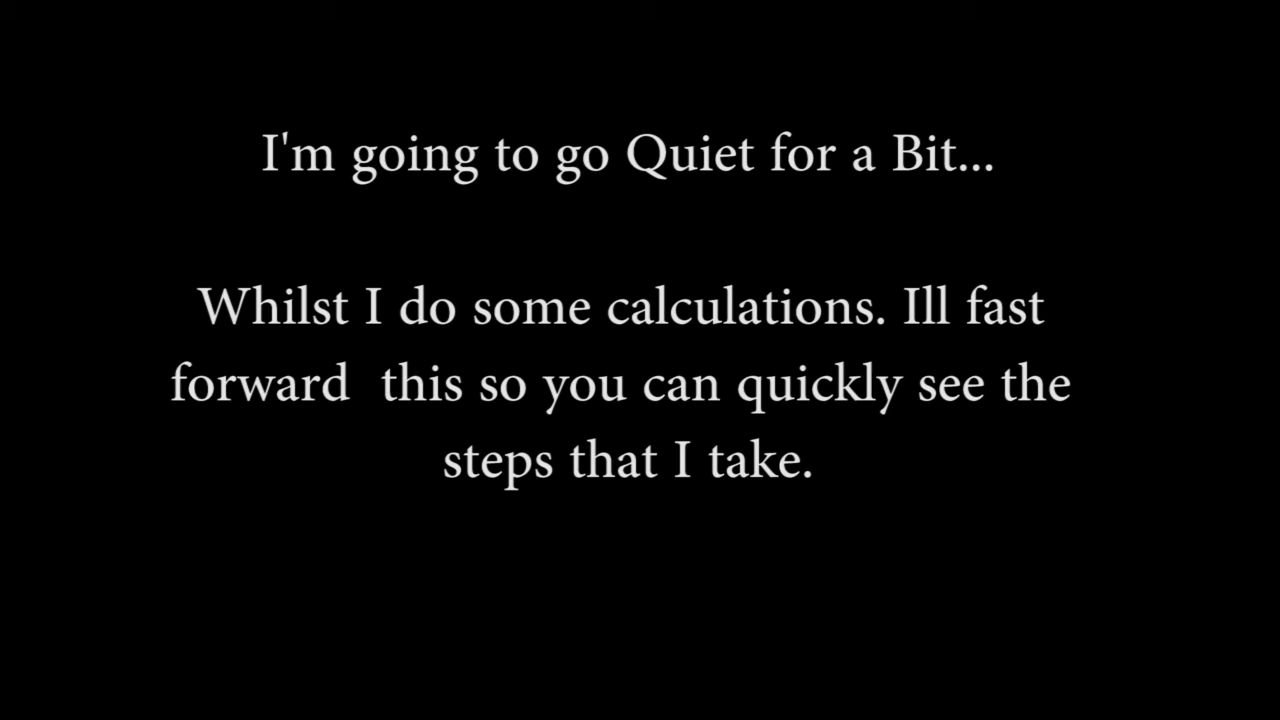 I'm going to go Quiet for a Bit...
Whilst I do some calculations. Ill fast
forward  this so you can quickly see the
steps that I take.